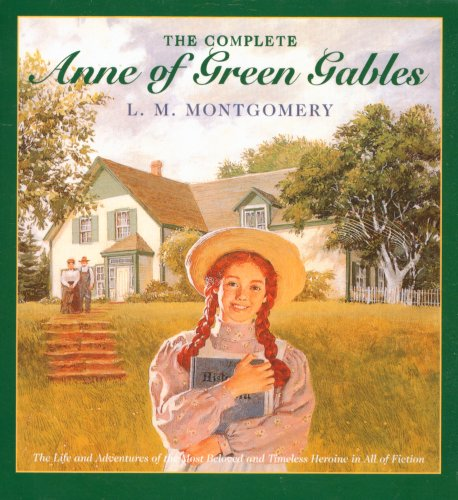 THE COMPLETE
Anne of Green Gables
L. M. MONTGOMERY
The Life and Adventures of the Most Beloved and Timeless Heroine in All of Fiction